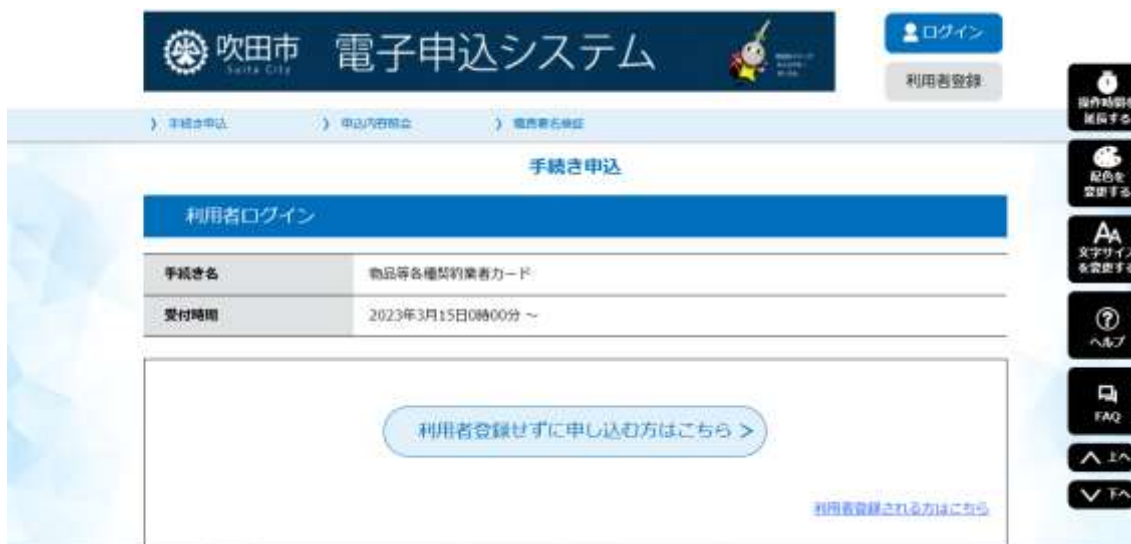 吹田市
Suita City
電子申込システム
ログイン
利用者登録
手続き申込
申込内容照会
職責署名検証
手続き申込
利用者ログイン
手続き名
物品等各種契約業者カード
受付時期
2023年3月15日0時00分 ～
利用者登録せずに申し込む方はこちら >
利用者登録される方はこちら
操作時間を
延長する
配色を
変更する
文字サイズ
を変更する
ヘルプ
FAQ
上へ
下へ